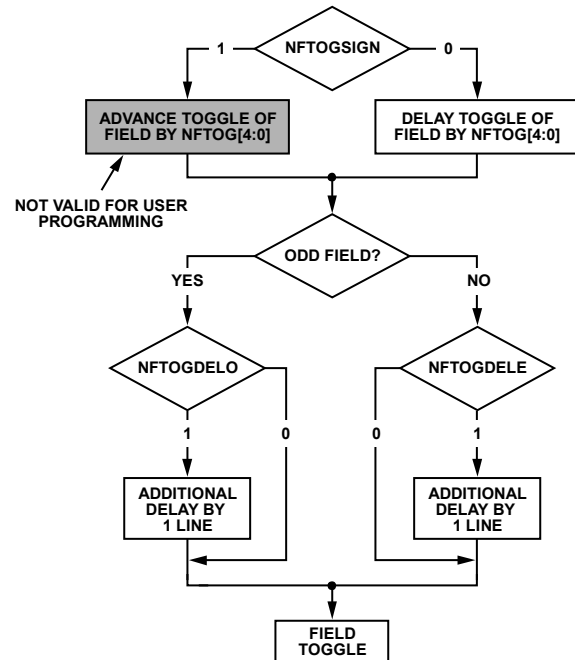 NFTOGSIGN
1
0
ADVANCE TOGGLE OF
FIELD BY NFTOG[4:0]
DELAY TOGGLE OF
FIELD BY NFTOG[4:0]
NOT VALID FOR USER
PROGRAMMING
ODD FIELD?
YES
NO
NFTOGDELO
NFTOGDELE
1
0
0
1
ADDITIONAL
DELAY BY
1 LINE
ADDITIONAL
DELAY BY
1 LINE
FIELD
TOGGLE